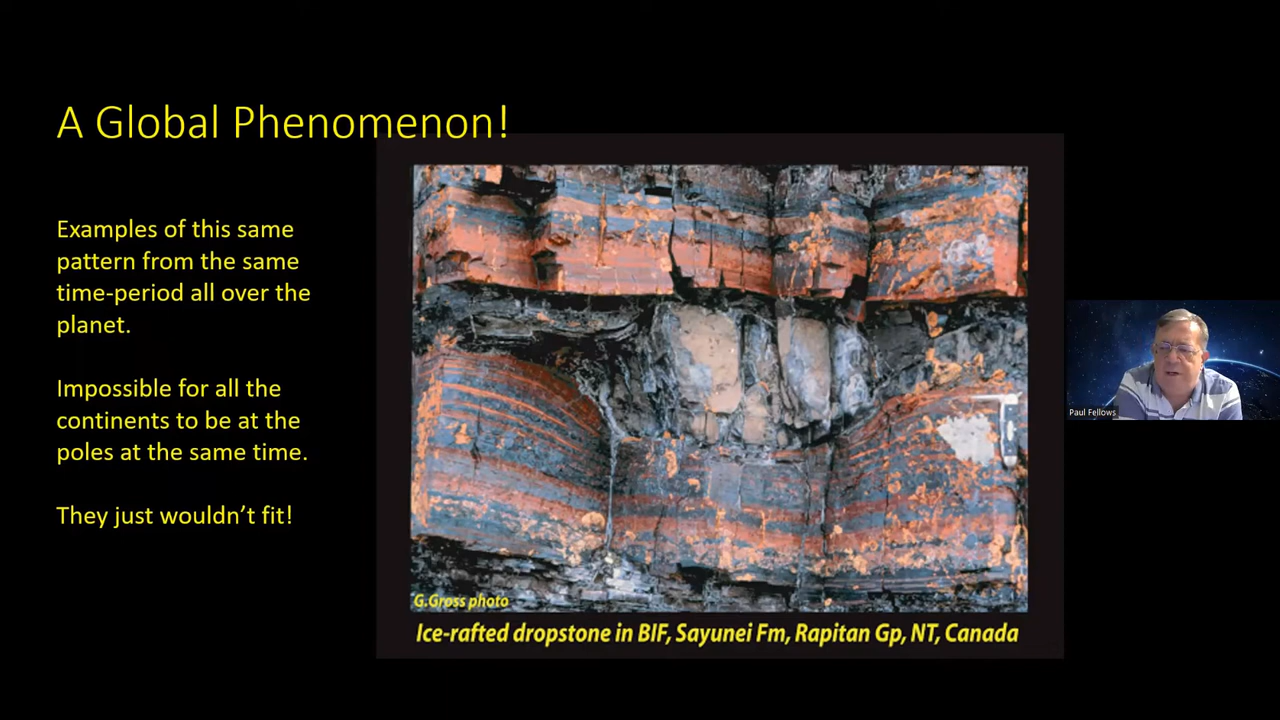 A Global Phenomenon!
Examples of this same
pattern from the same
time-period all over the
planet.
Impossible for all the
continents to be at the
poles at the same time.
They just wouldn’t fit!
G.Gross photo
Ice-rafted dropstone in BIF, Sayunei Fm, Rapitan Gp, NT, Canada
Paul Fellows